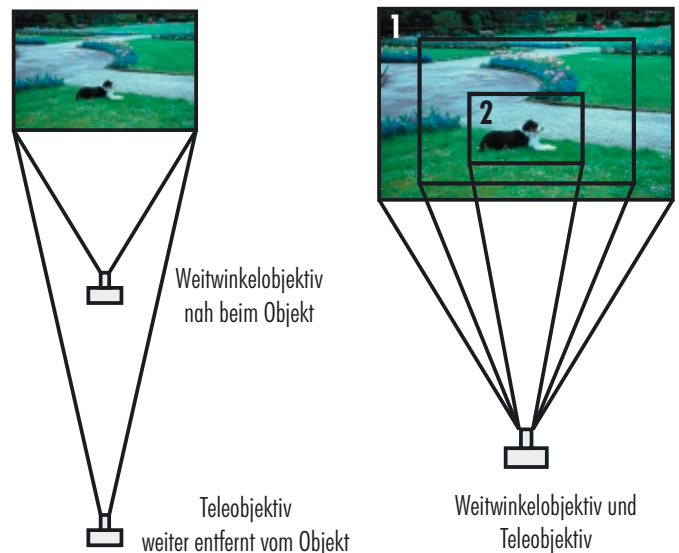 1
2
Weitwinkelobjektiv
nah beim Objekt
Teleobjektiv
weiter entfernt vom Objekt
Weitwinkelobjektiv und
Teleobjektiv